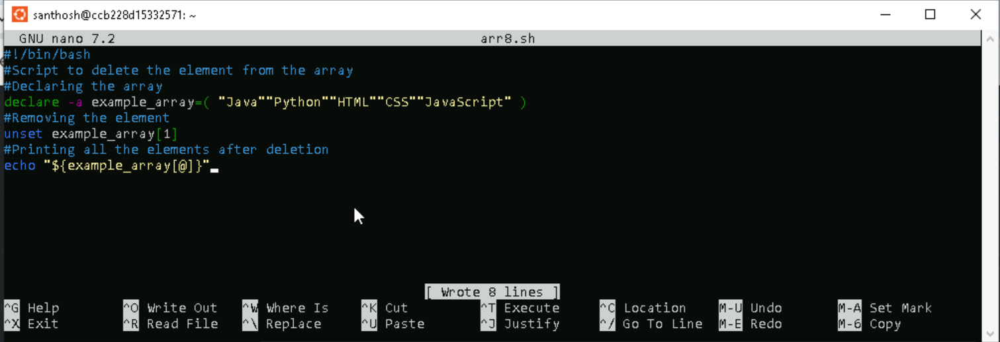 santhosh@ccb228d15332571: ~
GNU nano 7.2 arr8.sh
#!/bin/bash
#Script to delete the element from the array
#Declaring the array
declare -a example_array=( "Java""Python""HTML""CSS""JavaScript" )
#Removing the element
unset example_array[1]
#Printing all the elements after deletion
echo "${example_array[@]}"
[ Wrote 8 lines ]
^G Help ^O Write Out ^W Where Is ^K Cut ^T Execute ^C Location M-U Undo M-A Set Mark
^X Exit ^R Read File ^\ Replace ^U Paste ^J Justify ^/ Go To Line M-E Redo M-6 Copy